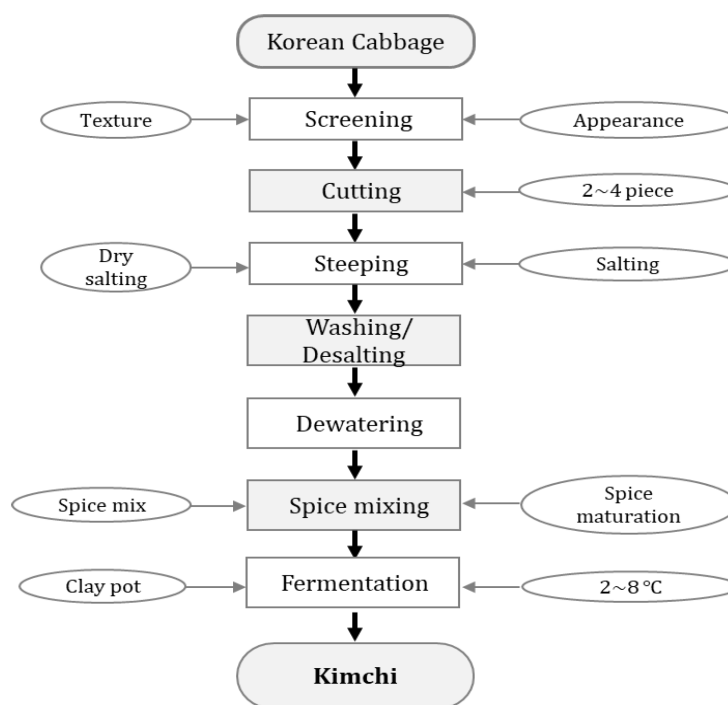 Korean Cabbage
Texture
Screening
Appearance
Cutting
2~4 piece
Dry
salting
Steeping
Salting
Washing/
Desalting
Dewatering
Spice mix
Spice mixing
Spice
maturation
Clay pot
Fermentation
2~8 ℃
Kimchi